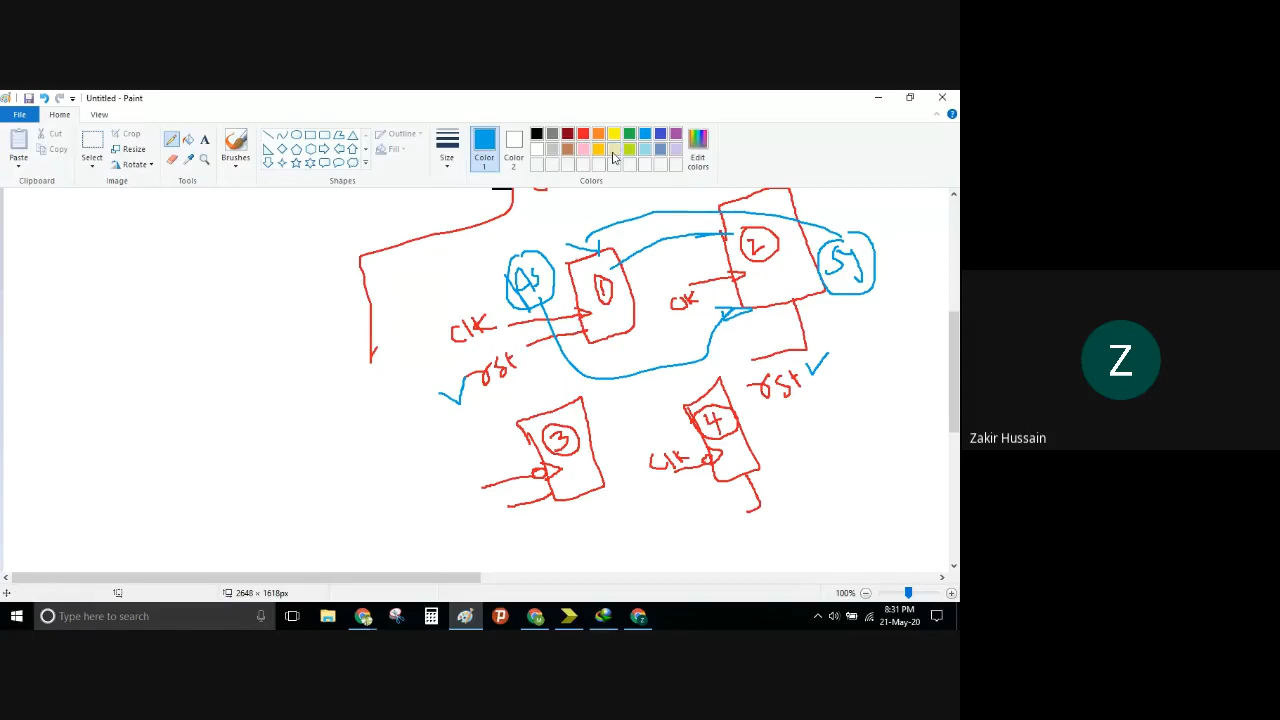 Untitled - Paint
File
Home
View
Paste
Cut
Copy
Clipboard
Select
Crop
Resize
Rotate
Image
Tools
Brushes
Shapes
Outline
Fill
Size
Color 1
Color 2
Edit colors
Colors
2
Sy
AS
1
Clk
Clk
rst
rst
3
4
Clk
2648 × 1618px
100%
Type here to search
8:31 PM
21-May-20
Z
Zakir Hussain